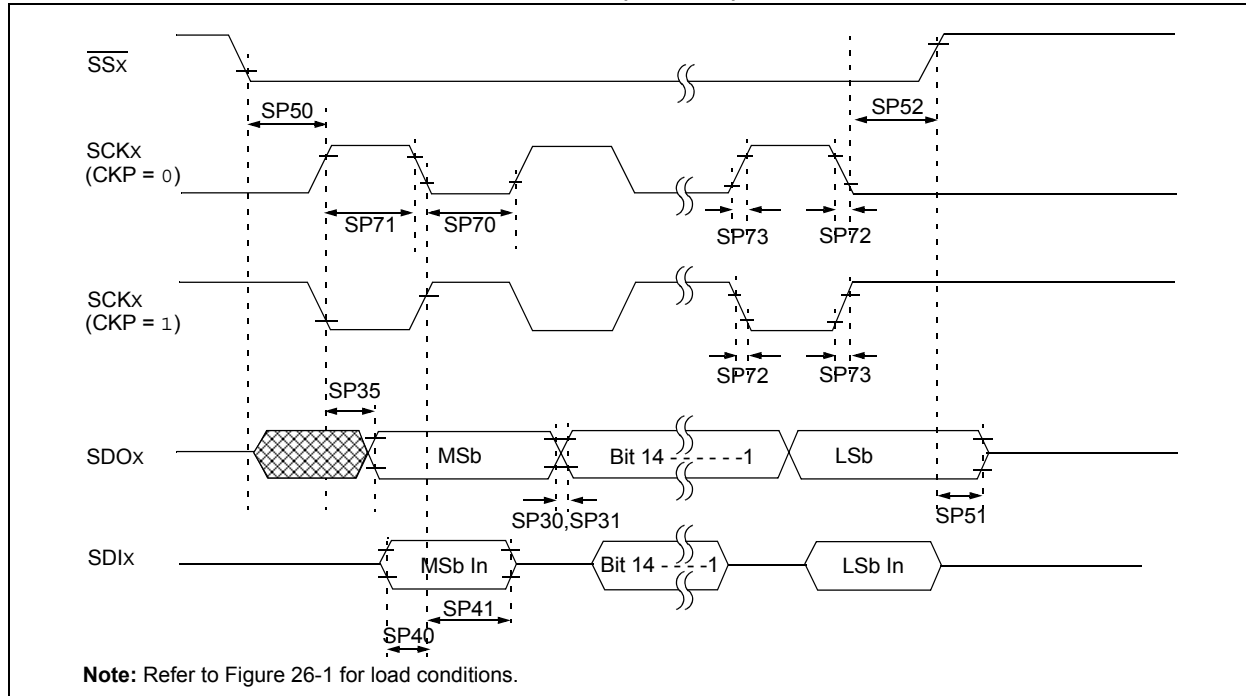 SSx
SP50
SP52
SCKx
(CKP = 0)
SP71
SP70
SP73
SP72
SCKx
(CKP = 1)
SP72
SP73
SP35
SDOx
MSb
Bit 14 - - - - - -1
LSb
SP30,SP31
SP51
SDIx
MSb In
Bit 14 - - - -1
LSb In
SP41
SP40
Note: Refer to Figure 26-1 for load conditions.